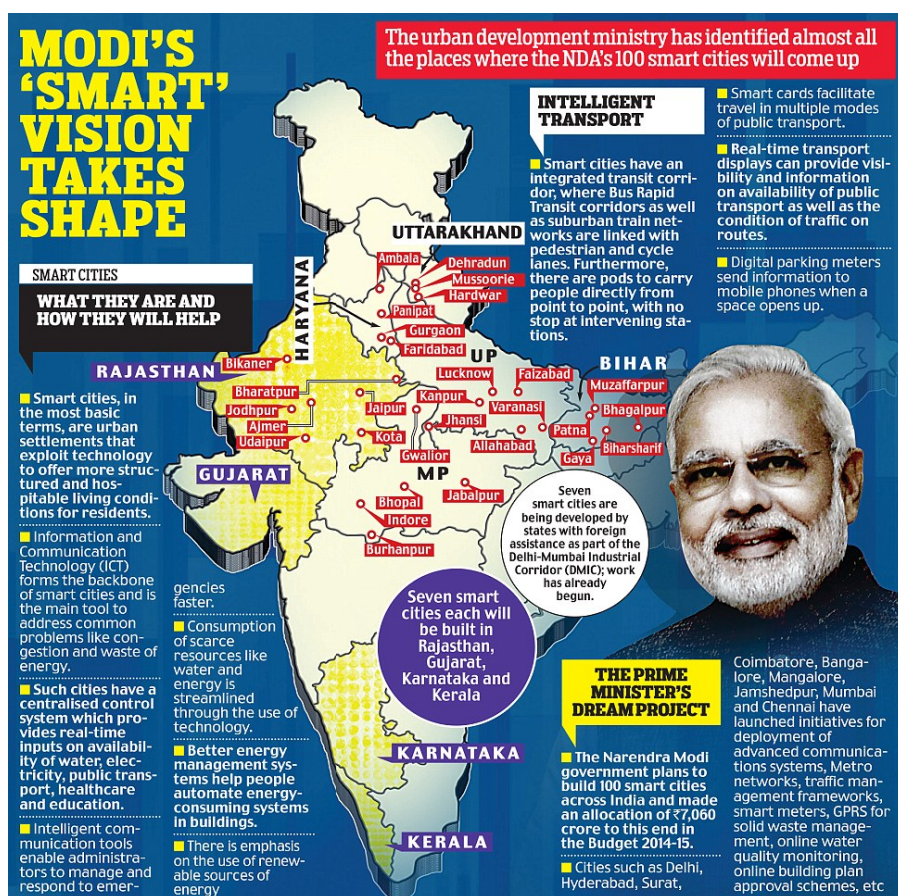 MODI'S
'SMART'
VISION
TAKES
SHAPE
The urban development ministry has identified almost all
the places where the NDA's 100 smart cities will come up
SMART CITIES
WHAT THEY ARE AND
HOW THEY WILL HELP
■ Smart cities, in
the most basic
terms, are urban
settlements that
exploit technology
to offer more struc-
tured and hos-
pitable living condi-
tions for residents.
■ Information and
Communication
Technology (ICT)
forms the backbone
of smart cities and is
the main tool to
address common
problems like con-
gestion and waste of
energy.
■ Such cities have a
centralised control
system which pro-
vides real-time
inputs on availabil-
ity of water, elec-
tricity, public trans-
port, healthcare
and education.
■ Intelligent com-
munication tools
enable administra-
tors to manage and
respond to emer-
gencies
faster.
■ Consumption
of scarce
resources like
water and
energy is
streamlined
through the use of
technology.
■ Better energy
management sys-
tems help people
automate energy-
consuming systems
in buildings.
■ There is emphasis
on the use of renew-
able sources of
energy
INTELLIGENT
TRANSPORT
■ Smart cities have an
integrated transit corri-
dor, where Bus Rapid
Transit corridors as well
as suburban train net-
works are linked with
pedestrian and cycle
lanes. Furthermore,
there are pods to carry
people directly from
point to point, with no
stop at intervening sta-
tions.
■ Smart cards facilitate
travel in multiple modes
of public transport.
■ Real-time transport
displays can provide visi-
bility and information
on availability of public
transport as well as the
condition of traffic on
routes.
■ Digital parking meters
send information to
mobile phones when a
space opens up.
UTTARAKHAND
Ambala
Dehradun
Mussoorie
Hardwar
HARYANA
Panipat
Gurgaon
Faridabad
RAJASTHAN
Bikaner
Bharatpur
Jodhpur
Ajmer
Udaipur
Jaipur
Kota
UP
Lucknow
Faizabad
Kanpur
Varanasi
Jhansi
Allahabad
BIHAR
Muzaffarpur
Bhagalpur
Patna
Gaya
Biharsharif
GUJARAT
Gwalior
MP
Bhopal
Jabalpur
Indore
Burhanpur
Seven
smart cities are
being developed by
states with foreign
assistance as part of the
Delhi-Mumbai Industrial
Corridor (DMIC); work
has already
begun.
Seven smart
cities each will
be built in
Rajasthan,
Gujarat,
Karnataka and
Kerala
KARNATAKA
KERALA
THE PRIME
MINISTER'S
DREAM PROJECT
■ The Narendra Modi
government plans to
build 100 smart cities
across India and made
an allocation of ₹7,060
crore to this end in
the Budget 2014-15.
■ Cities such as Delhi,
Hyderabad, Surat,
Coimbatore, Banga-
lore, Mangalore,
Jamshedpur, Mumbai
and Chennai have
launched initiatives for
deployment of
advanced communica-
tions systems, Metro
networks, traffic man-
agement frameworks,
smart meters, GPRS for
solid waste manage-
ment, online water
quality monitoring,
online building plan
approval schemes, etc